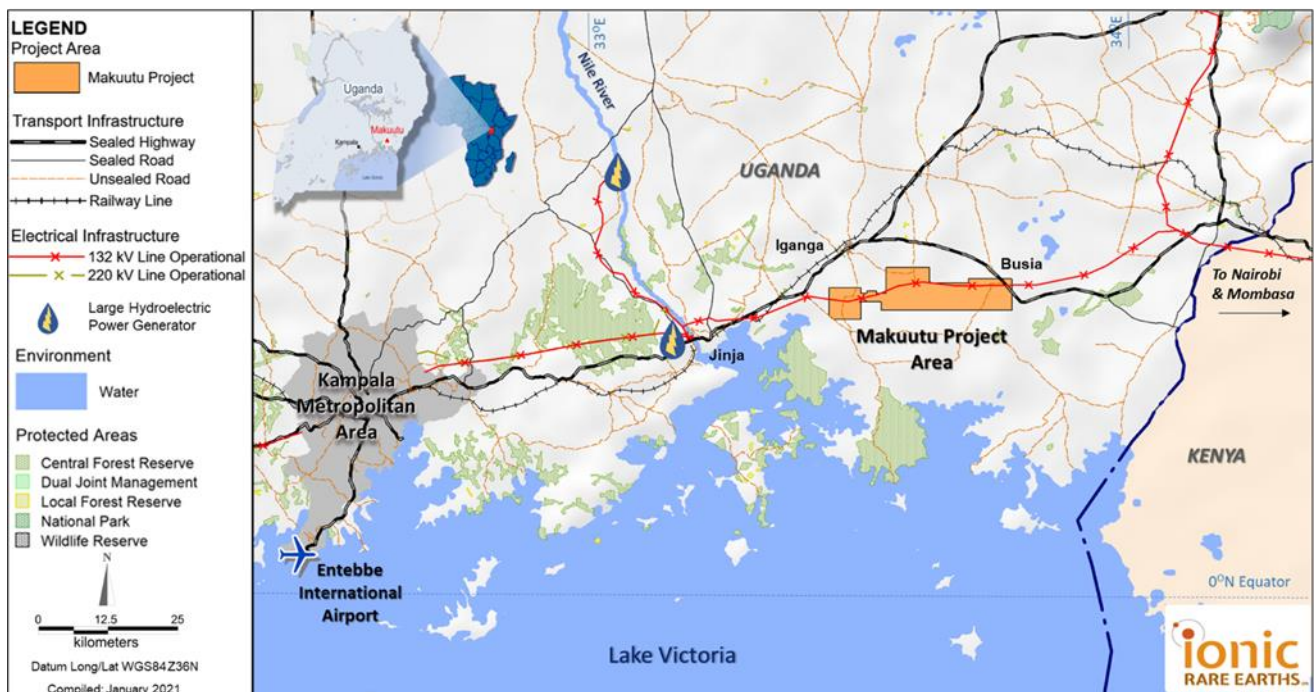 LEGEND
Project Area
Makuutu Project
Transport Infrastructure
Sealed Highway
Sealed Road
Unsealed Road
Railway Line
Electrical Infrastructure
132 kV Line Operational
220 kV Line Operational
Large Hydroelectric
Power Generator
Environment
Water
Protected Areas
Central Forest Reserve
Dual Joint Management
Local Forest Reserve
National Park
Wildlife Reserve
N
0 12.5 25
kilometers
Datum Long/Lat WGS84 Z36N
Compiled: January 2021
Uganda
Makuutu
Kampala
33°E
34°E
Nile River
UGANDA
Iganga
Busia
To Nairobi
& Mombasa
Makuutu Project
Area
Jinja
Kampala
Metropolitan
Area
KENYA
Entebbe
International
Airport
0°N Equator
Lake Victoria
ionic
RARE EARTHS